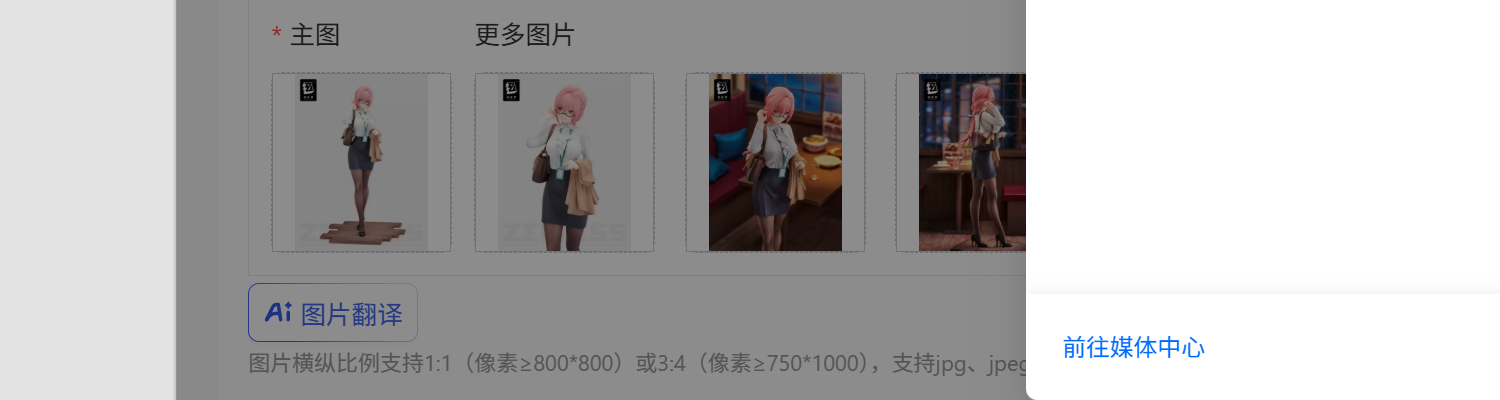 * 主图
更多图片
Ai 图片翻译
图片横纵比例支持1:1（像素≥800*800）或3:4（像素≥750*1000），支持jpg、jpeg
前往媒体中心